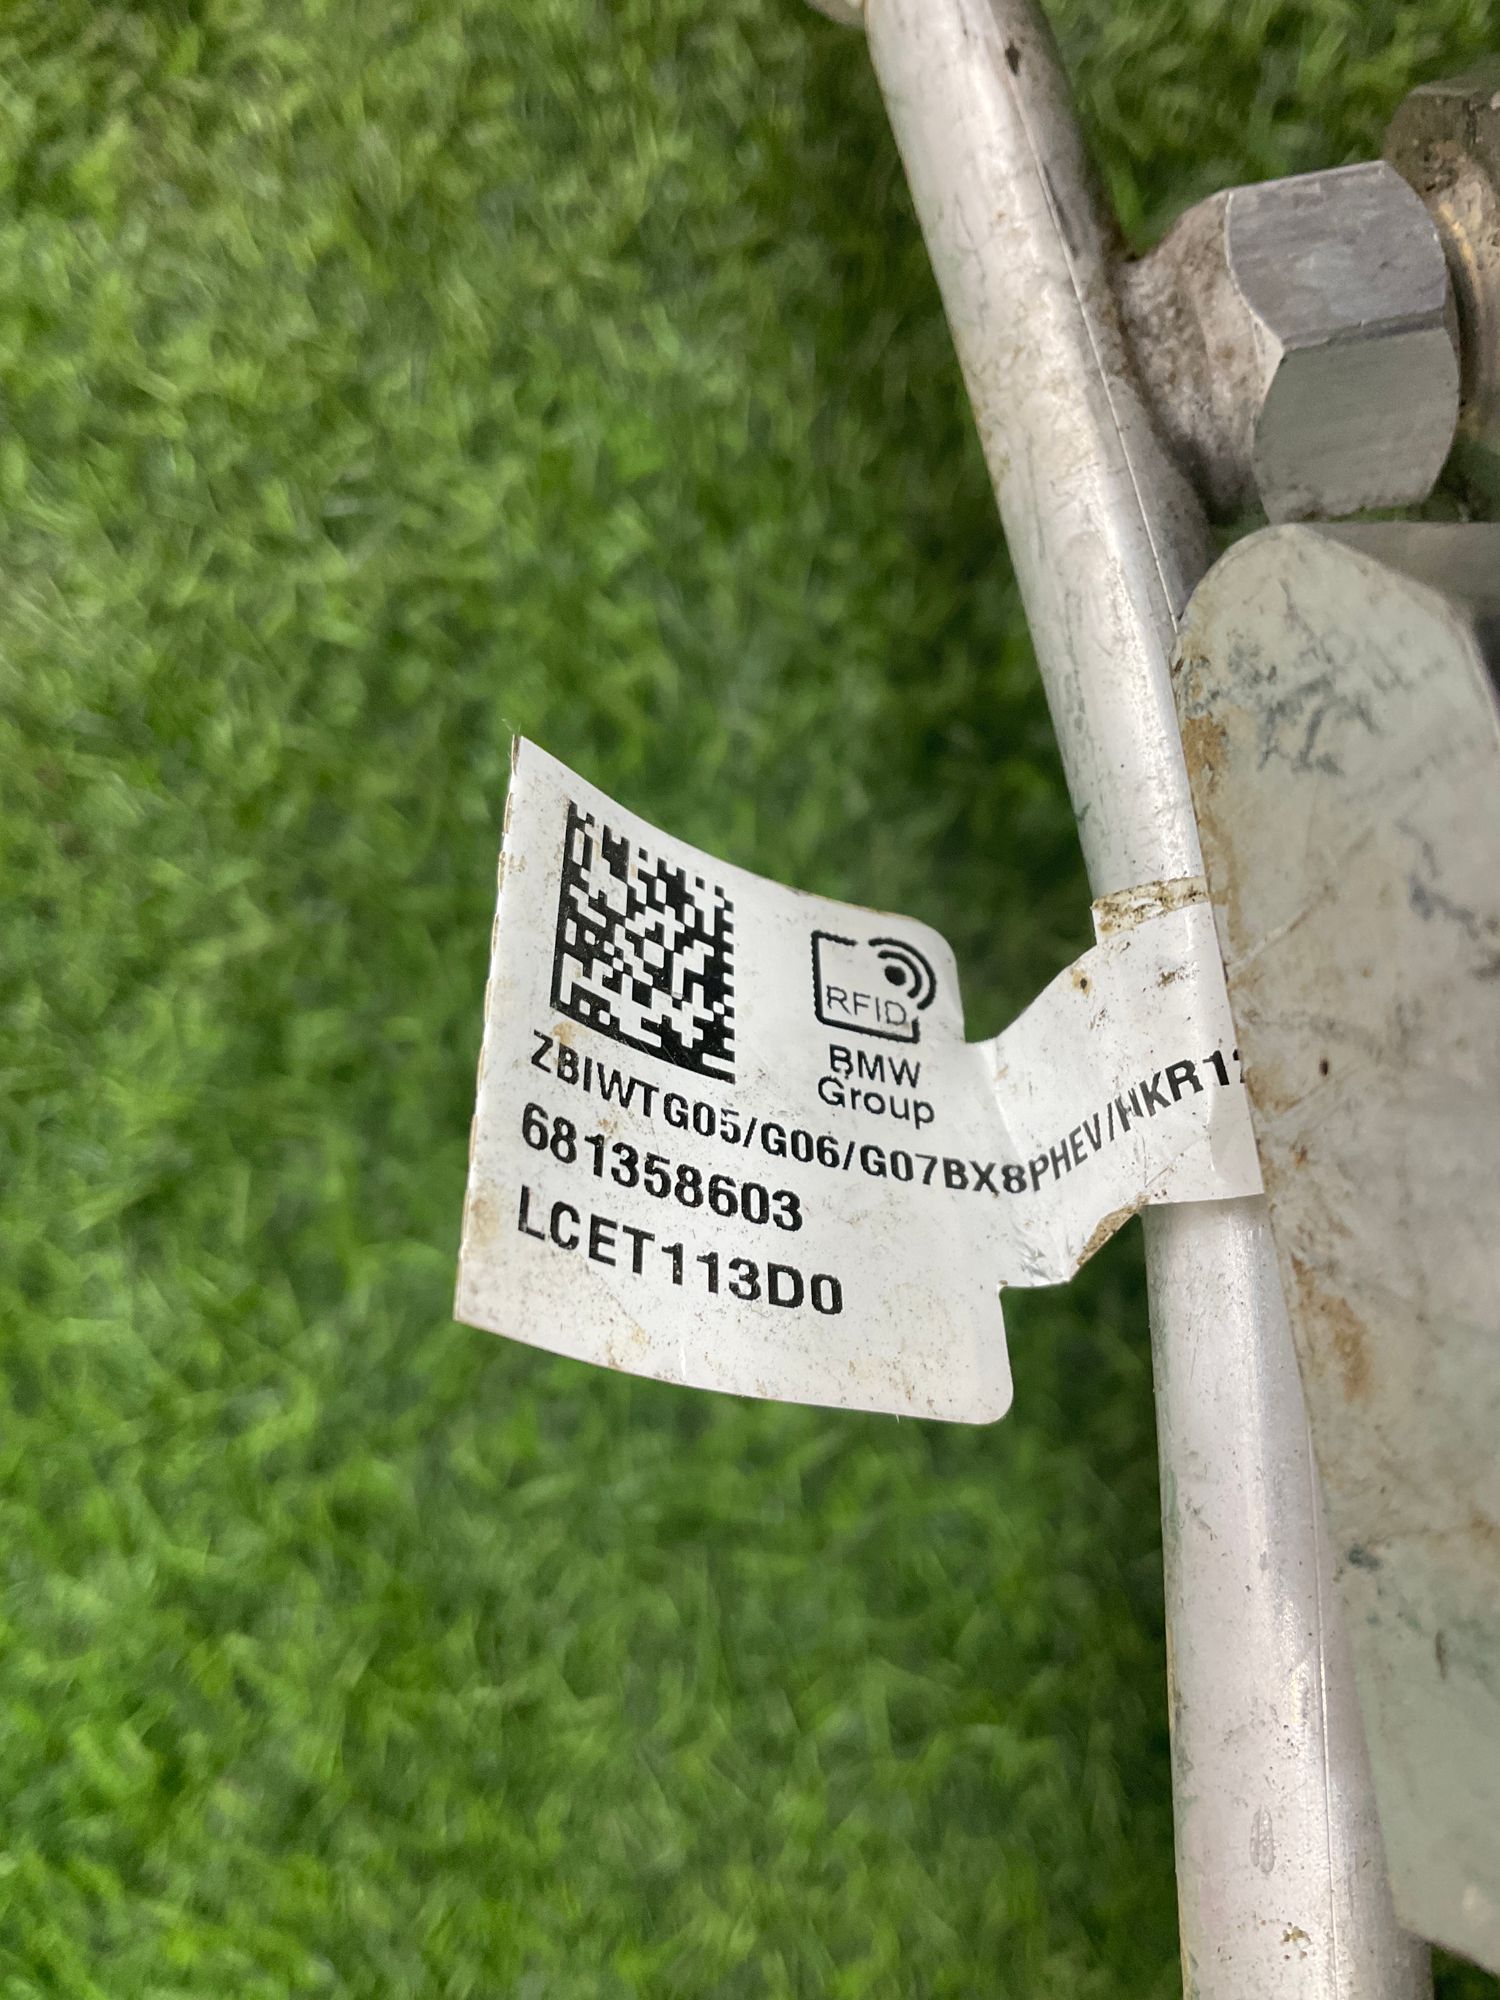 RFID
BMW
Group
ZBIWTG05/G06/G07BX8PHEV/HKR1
681358603
LCET113D0